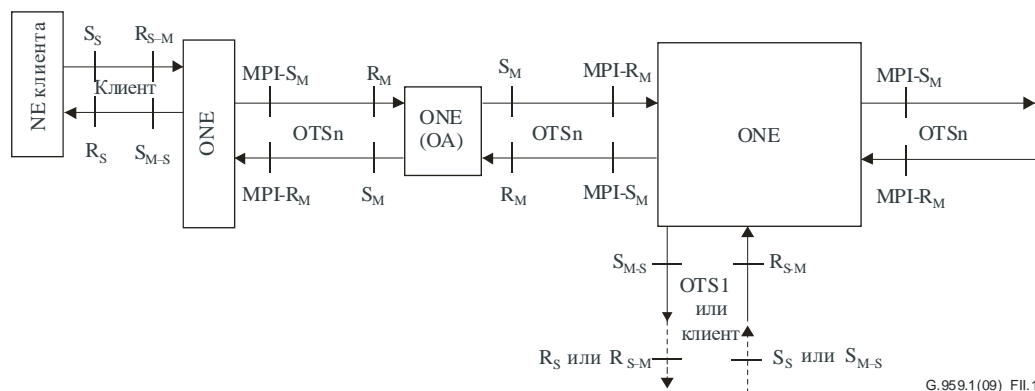 NE клиента
S_S
R_S–M
Клиент
R_S
S_M–S
ONE
MPI-S_M
R_M
OTSn
MPI-R_M
S_M
ONE
(OA)
S_M
MPI-R_M
OTSn
R_M
MPI-S_M
ONE
MPI-S_M
OTSn
MPI-R_M
S_M-S
R_S-M
OTS1
или
клиент
R_S или R_S–M
S_S или S_M–S
G.959.1(09)_FII.1